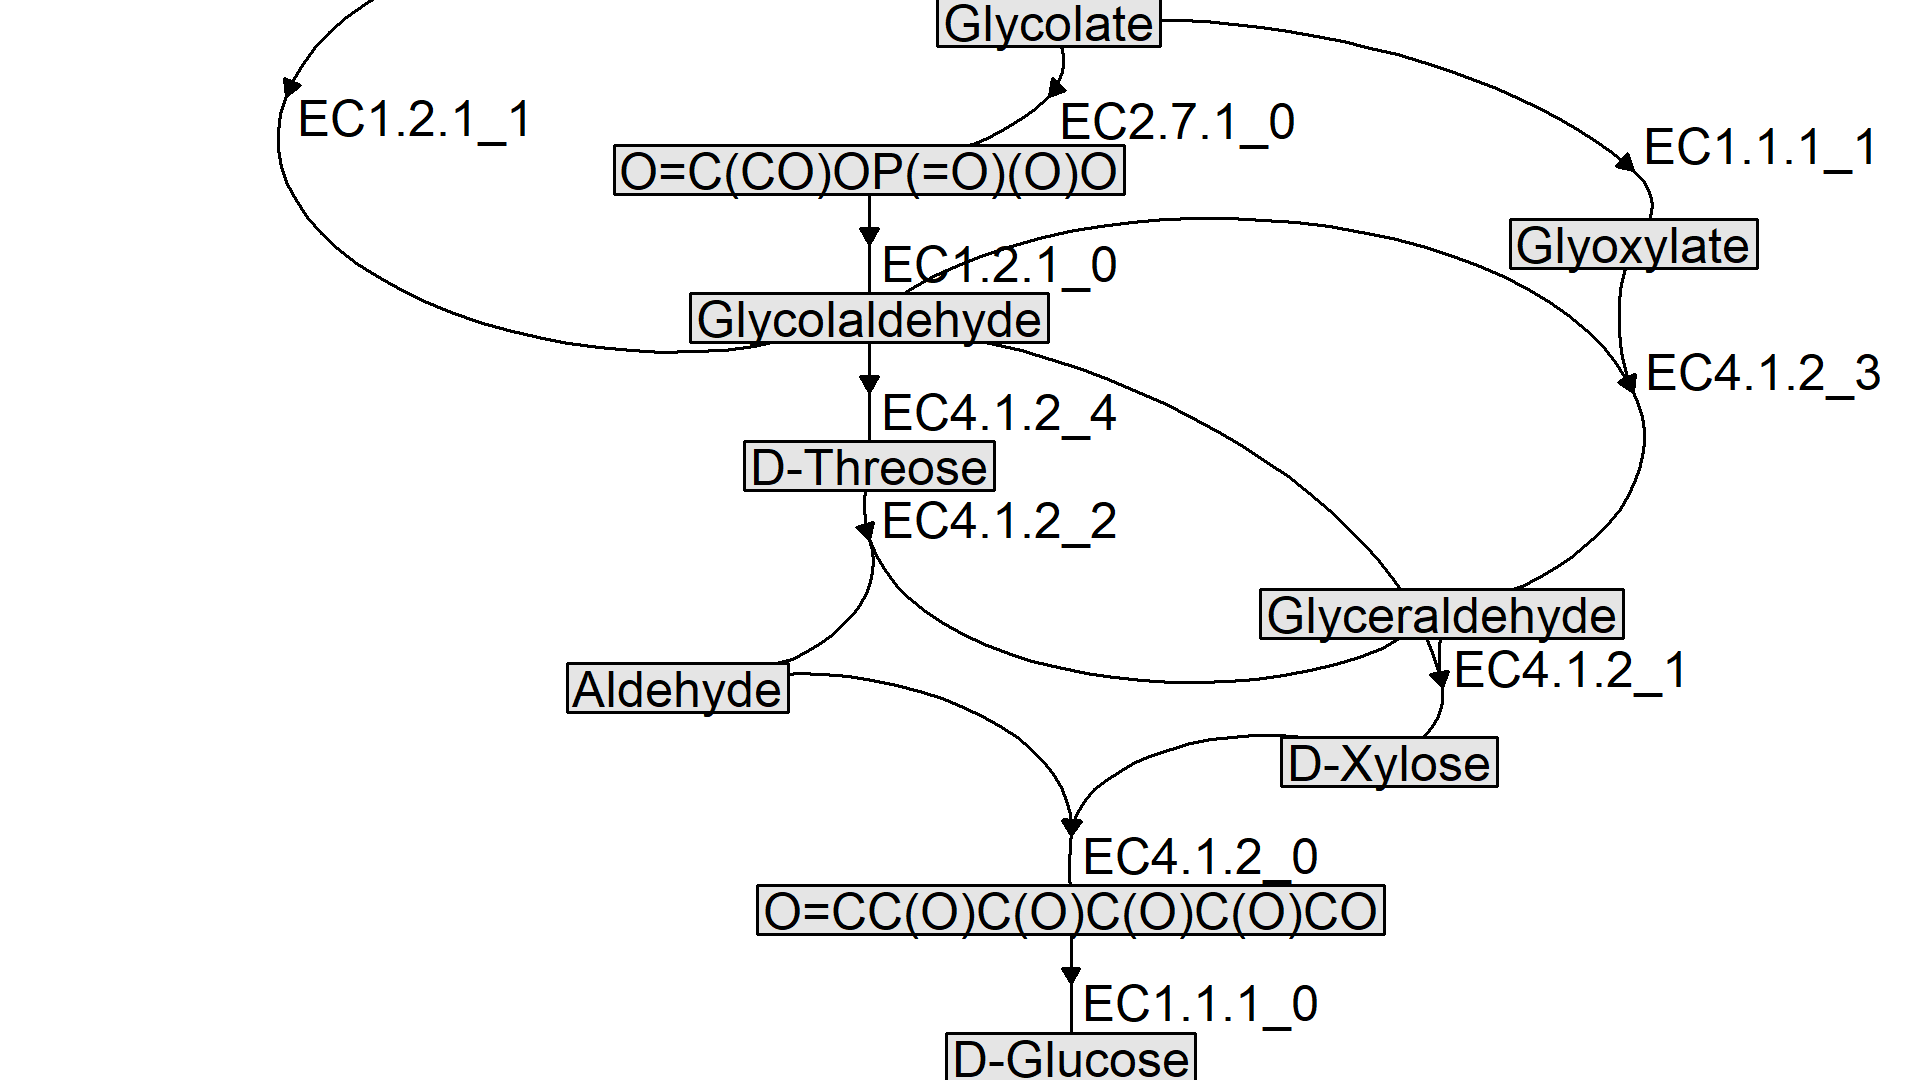 Glycolate
EC1.2.1_1
EC2.7.1_0
EC1.1.1_1
O=C(CO)OP(=O)(O)O
Glyoxylate
EC1.2.1_0
Glycolaldehyde
EC4.1.2_3
EC4.1.2_4
D-Threose
EC4.1.2_2
Glyceraldehyde
EC4.1.2_1
Aldehyde
D-Xylose
EC4.1.2_0
O=CC(O)C(O)C(O)C(O)CO
EC1.1.1_0
D-Glucose